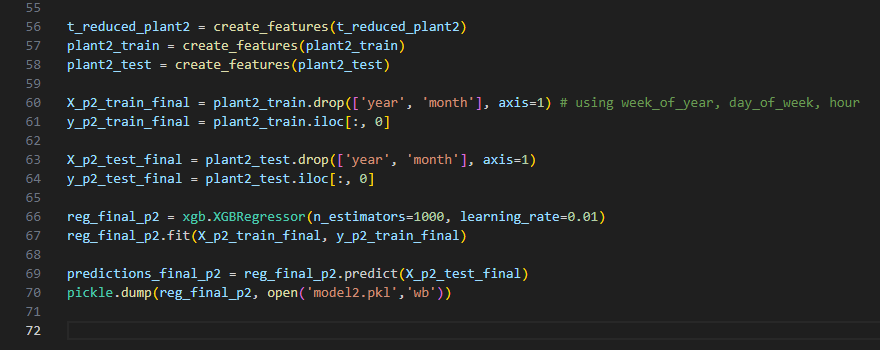 55
56 t_reduced_plant2 = create_features(t_reduced_plant2)
57 plant2_train = create_features(plant2_train)
58 plant2_test = create_features(plant2_test)
59
60 X_p2_train_final = plant2_train.drop(['year', 'month'], axis=1) # using week_of_year, day_of_week, hour
61 y_p2_train_final = plant2_train.iloc[:, 0]
62
63 X_p2_test_final = plant2_test.drop(['year', 'month'], axis=1)
64 y_p2_test_final = plant2_test.iloc[:, 0]
65
66 reg_final_p2 = xgb.XGBRegressor(n_estimators=1000, learning_rate=0.01)
67 reg_final_p2.fit(X_p2_train_final, y_p2_train_final)
68
69 predictions_final_p2 = reg_final_p2.predict(X_p2_test_final)
70 pickle.dump(reg_final_p2, open('model2.pkl','wb'))
71
72